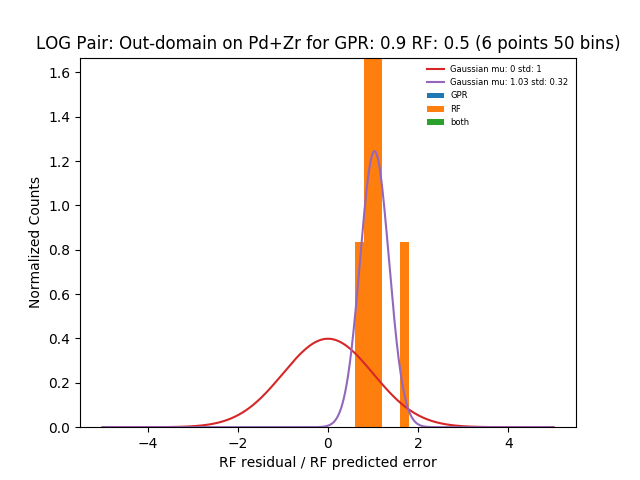 LOG Pair: Out-domain on Pd+Zr for GPR: 0.9 RF: 0.5 (6 points 50 bins)
Gaussian mu: 0 std: 1
Gaussian mu: 1.03 std: 0.32
GPR
RF
both
Normalized Counts
1.6
1.4
1.2
1.0
0.8
0.6
0.4
0.2
0.0
−4 −2 0 2 4
RF residual / RF predicted error